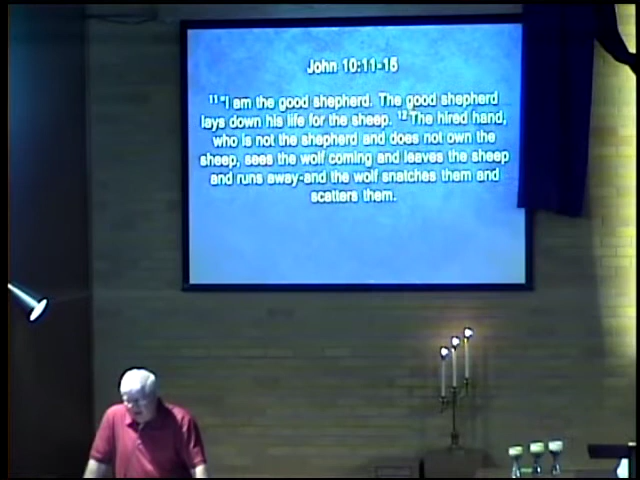 John 10:11-15
11 "I am the good shepherd. The good shepherd
lays down his life for the sheep. 12 The hired hand,
who is not the shepherd and does not own the
sheep, sees the wolf coming and leaves the sheep
and runs away-and the wolf snatches them and
scatters them.